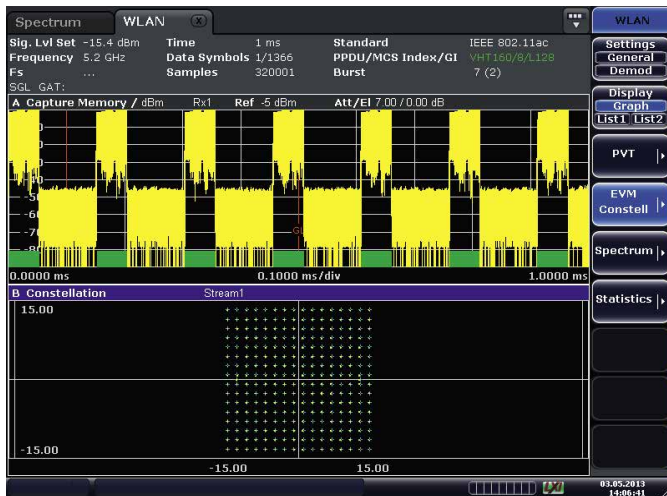 Spectrum WLAN
Sig. Lvl Set -15.4 dBm Time 1 ms Standard IEEE 802.11ac
Frequency 5.2 GHz Data Symbols 1/1366 PPDU/MCS Index/GI VHT160/8/L128
Fs ... Samples 320001 Burst 7 (2)
SGL GAT:
A Capture Memory / dBm Rx1 Ref -5 dBm Att/El 7.00 / 0.00 dB
0.0000 ms 0.1000 ms/div 1.0000 ms
B Constellation Stream1
15.00
-15.00
-15.00 15.00
WLAN
Settings
General
Demod
Display
Graph
List1 List2
PVT
EVM
Constell
Spectrum
Statistics
03.05.2013
14:06:41